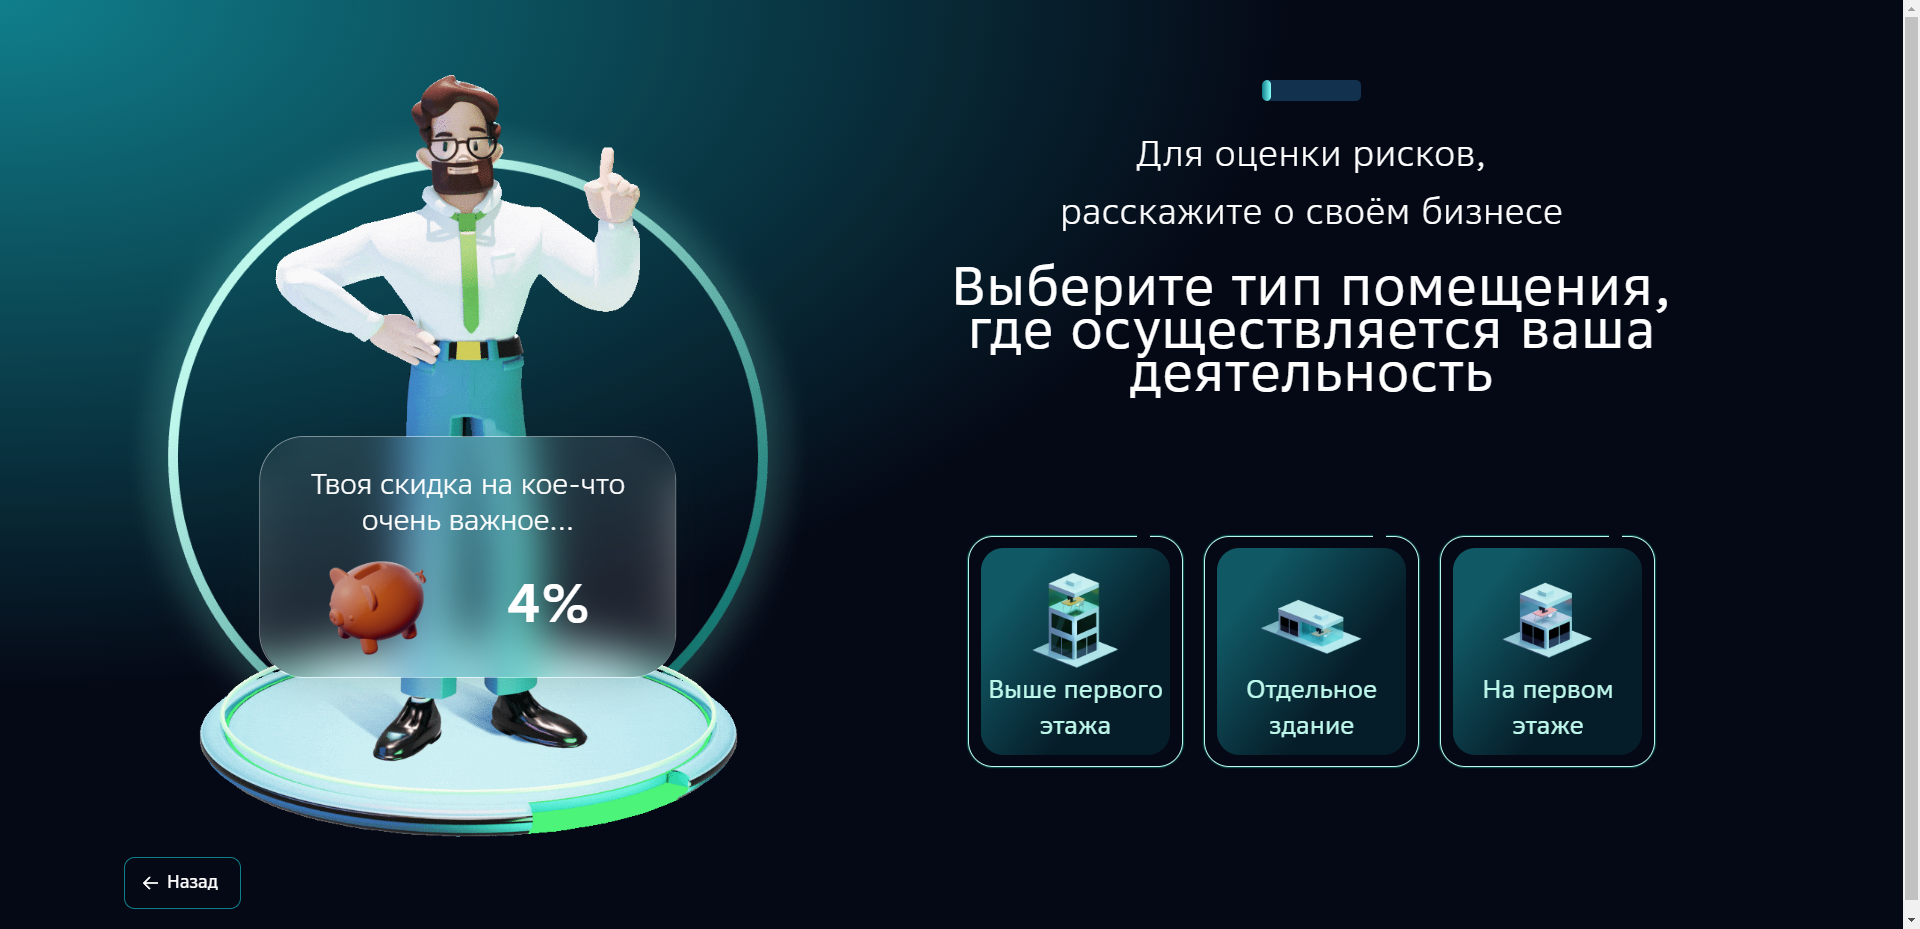 Для оценки рисков,
расскажите о своём бизнесе
Выберите тип помещения,
где осуществляется ваша
деятельность
Твоя скидка на кое-что
очень важное...
4%
Выше первого
этажа
Отдельное
здание
На первом
этаже
← Назад